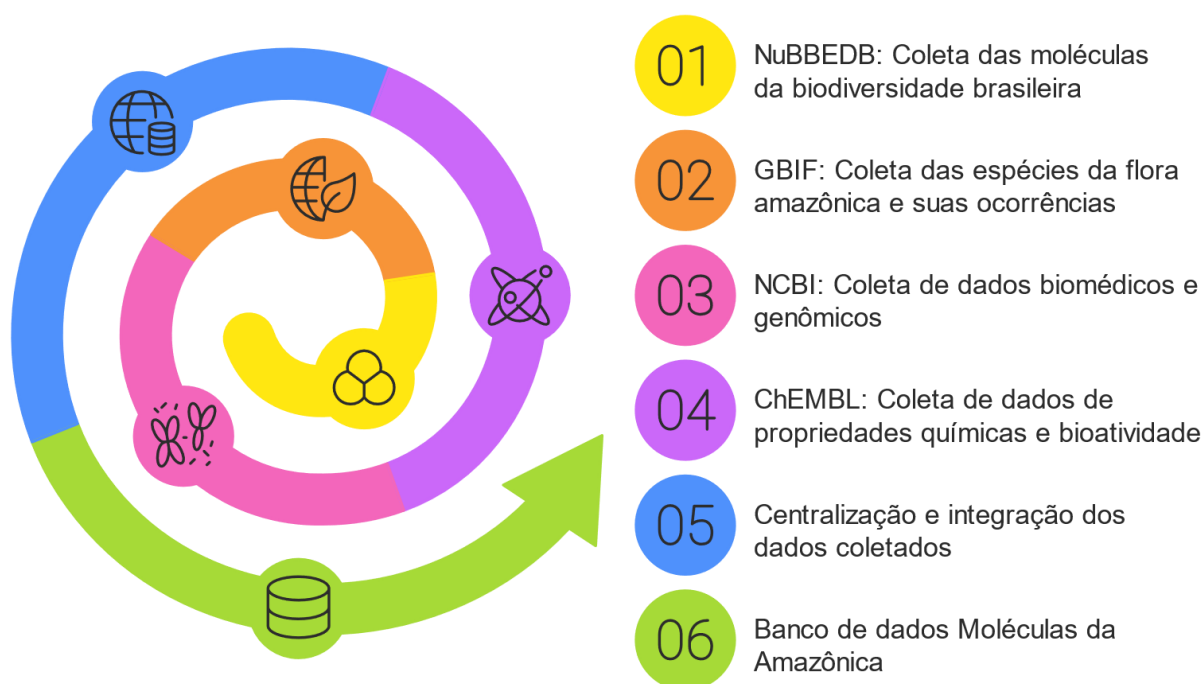 01
NuBBEDB: Coleta das moléculas
da biodiversidade brasileira
02
GBIF: Coleta das espécies da flora
amazônica e suas ocorrências
03
NCBI: Coleta de dados biomédicos e
genômicos
04
ChEMBL: Coleta de dados de
propriedades químicas e bioatividade
05
Centralização e integração dos
dados coletados
06
Banco de dados Moléculas da
Amazônica